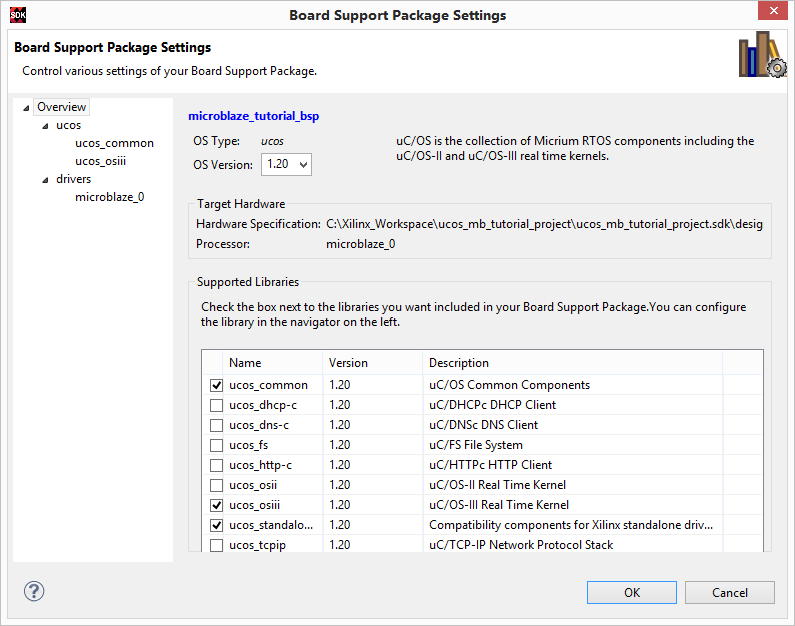 SDK
Board Support Package Settings
Board Support Package Settings
Control various settings of your Board Support Package.
Overview
ucos
ucos_common
ucos_osiii
drivers
microblaze_0
microblaze_tutorial_bsp
OS Type: ucos
uC/OS is the collection of Micrium RTOS components including the
uC/OS-II and uC/OS-III real time kernels.
OS Version: 1.20
Target Hardware
Hardware Specification: C:\Xilinx_Workspace\ucos_mb_tutorial_project\ucos_mb_tutorial_project.sdk\desig
Processor: microblaze_0
Supported Libraries
Check the box next to the libraries you want included in your Board Support Package.You can configure
the library in the navigator on the left.
Name Version Description
ucos_common 1.20 uC/OS Common Components
ucos_dhcp-c 1.20 uC/DHCPc DHCP Client
ucos_dns-c 1.20 uC/DNSc DNS Client
ucos_fs 1.20 uC/FS File System
ucos_http-c 1.20 uC/HTTPc HTTP Client
ucos_osii 1.20 uC/OS-II Real Time Kernel
ucos_osiii 1.20 uC/OS-III Real Time Kernel
ucos_standalo... 1.20 Compatibility components for Xilinx standalone driv...
ucos_tcpip 1.20 uC/TCP-IP Network Protocol Stack
?
OK Cancel